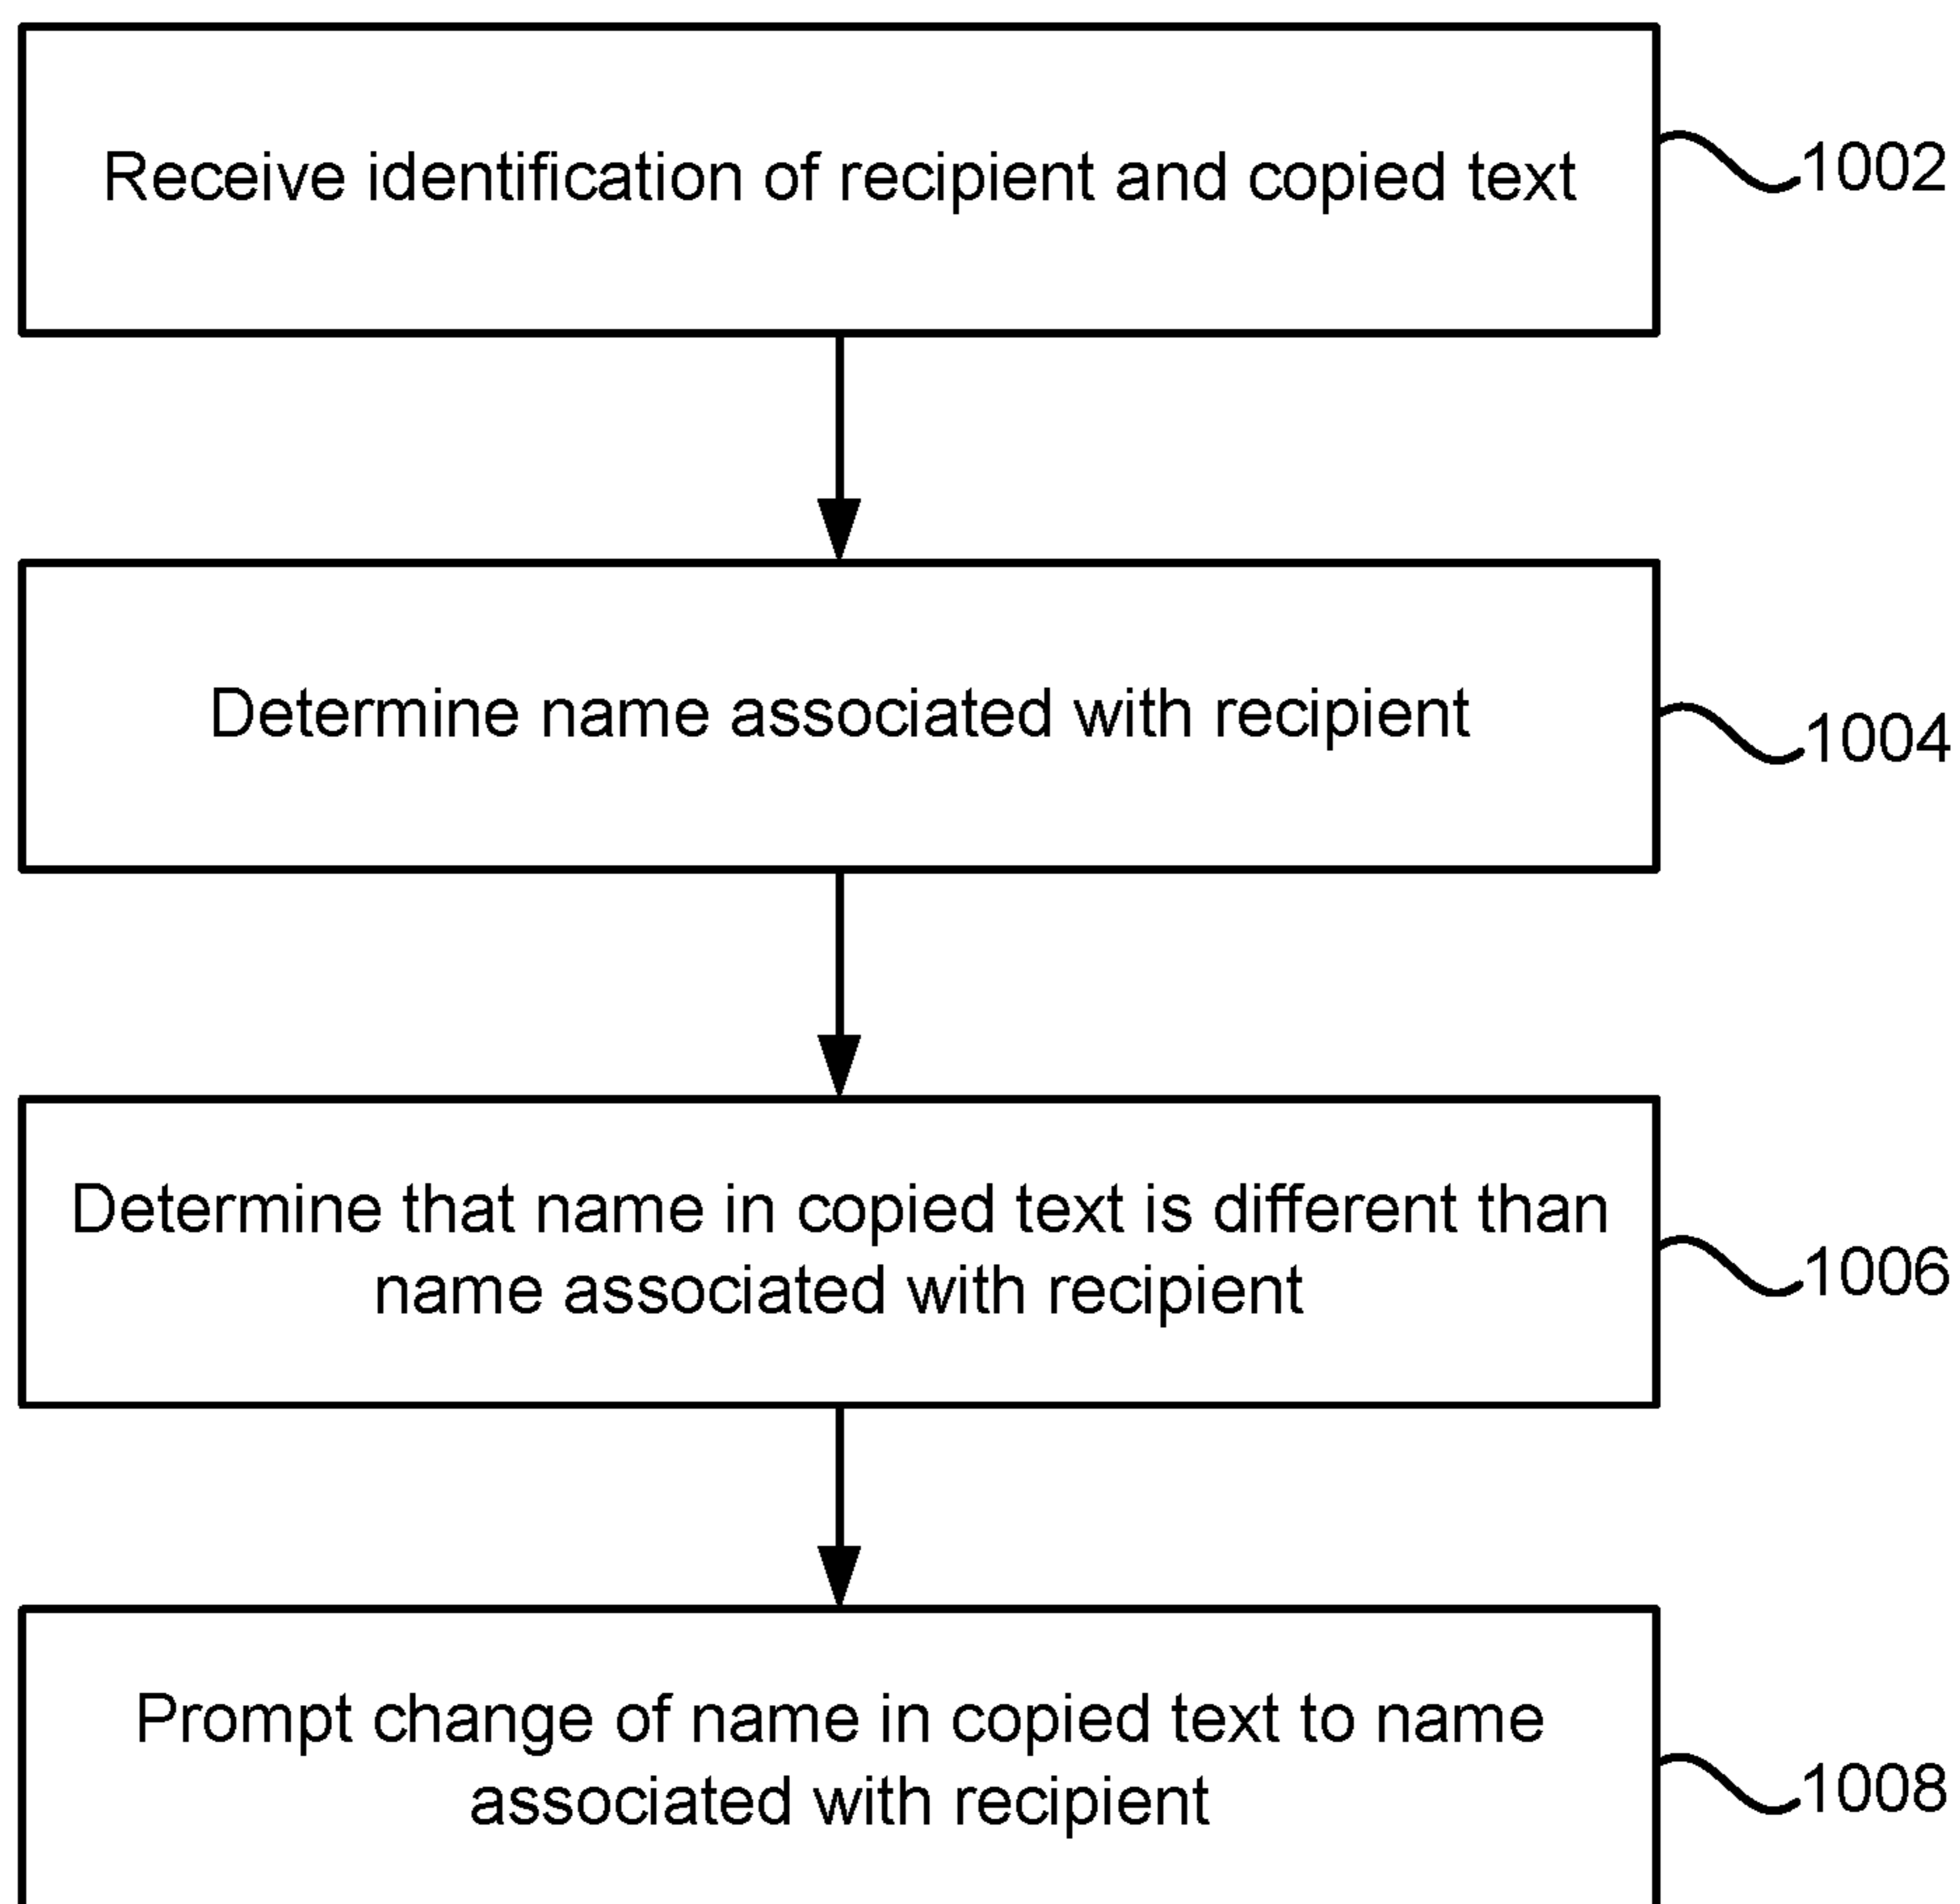 Receive identification of recipient and copied text
1002
Determine name associated with recipient
1004
Determine that name in copied text is different than
name associated with recipient
1006
Prompt change of name in copied text to name
associated with recipient
1008